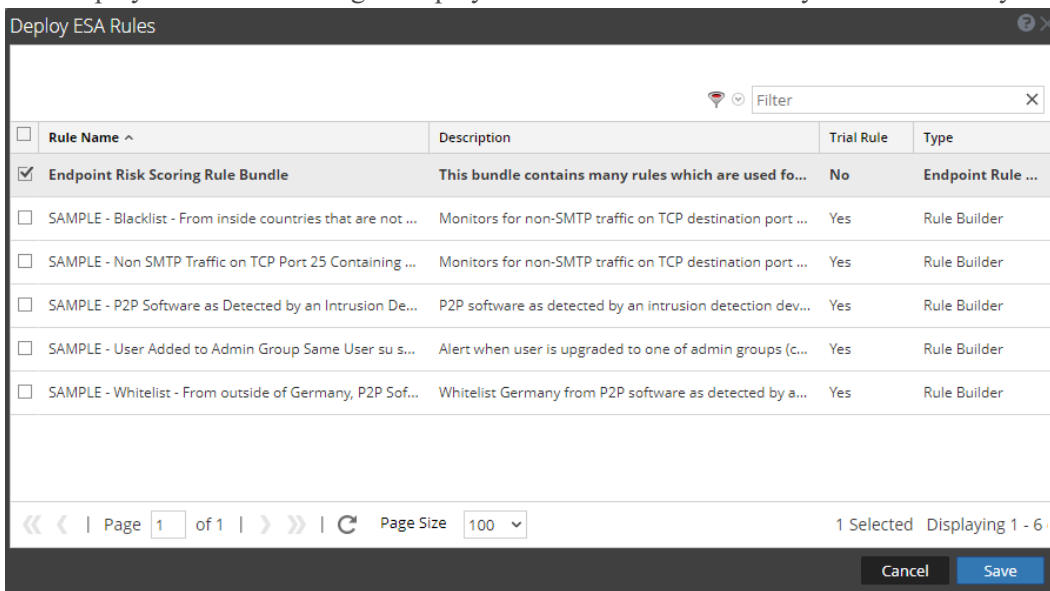 Deploy ESA Rules
Filter
Rule Name Description Trial Rule Type
Endpoint Risk Scoring Rule Bundle This bundle contains many rules which are used fo... No Endpoint Rule ...
SAMPLE - Blacklist - From inside countries that are not ... Monitors for non-SMTP traffic on TCP destination port ... Yes Rule Builder
SAMPLE - Non SMTP Traffic on TCP Port 25 Containing ... Monitors for non-SMTP traffic on TCP destination port ... Yes Rule Builder
SAMPLE - P2P Software as Detected by an Intrusion De... P2P software as detected by an intrusion detection dev... Yes Rule Builder
SAMPLE - User Added to Admin Group Same User su s... Alert when user is upgraded to one of admin groups (c... Yes Rule Builder
SAMPLE - Whitelist - From outside of Germany, P2P Sof... Whitelist Germany from P2P software as detected by a... Yes Rule Builder
Page 1 of 1 Page Size 100 1 Selected Displaying 1 - 6
Cancel Save